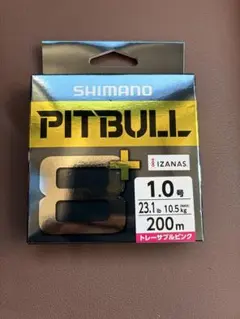 SHIMANO
PITBULL
8+
IZANAS
1.0号
23.1lb 10.5kg
200m
トレーサブルピンク